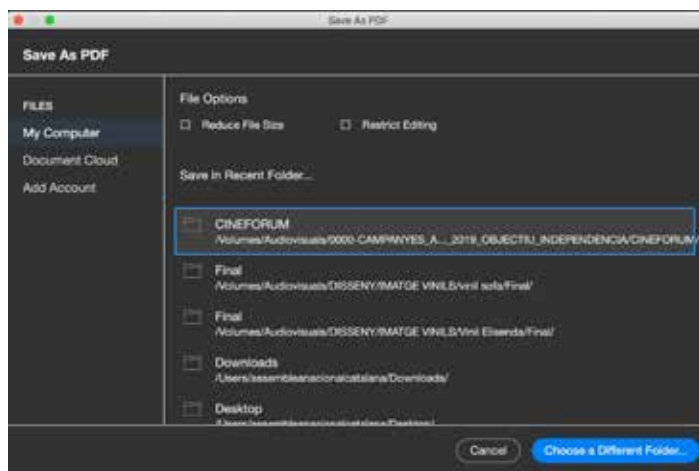 Save As PDF
Save As PDF
FILES
My Computer
Document Cloud
Add Account
File Options
Reduce File Size
Restrict Editing
Save in Recent Folder...
CINEFORUM
/Volumes/Audiovisuals/0000-CAMPANYES_A..._2019_OBJECTIU_INDEPENDENCIA/CINEFORUM/
Final
/Volumes/Audiovisuals/DISSENY/IMATGE VINILS/vinil sofa/Final/
Final
/Volumes/Audiovisuals/DISSENY/IMATGE VINILS/Vinil Elisenda/Final/
Downloads
/Users/assembleanacionalcatalana/Downloads/
Desktop
/Users/assembleanacionalcatalana/Desktop/
Cancel
Choose a Different Folder...